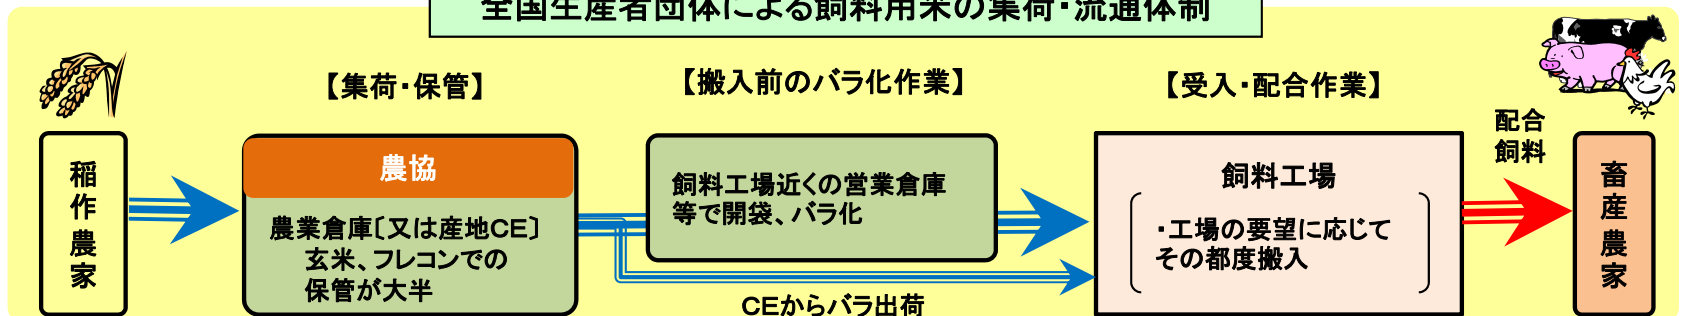 全国生産者団体による飼料用米の集荷・流通体制
【集荷・保管】
【搬入前のバラ化作業】
【受入・配合作業】
稲作農家
農協
農業倉庫〔又は産地CE〕
玄米、フレコンでの
保管が大半
飼料工場近くの営業倉庫
等で開袋、バラ化
CEからバラ出荷
飼料工場
・工場の要望に応じて
その都度搬入
配合
飼料
畜産農家